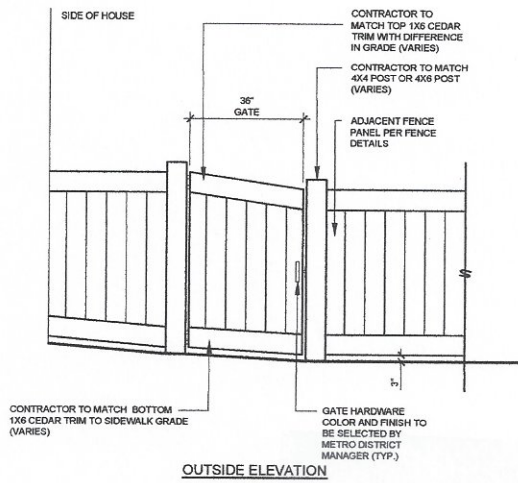 SIDE OF HOUSE
CONTRACTOR TO
MATCH TOP 1X6 CEDAR
TRIM WITH DIFFERENCE
IN GRADE (VARIES)
36"
GATE
CONTRACTOR TO MATCH
4X4 POST OR 4X6 POST
(VARIES)
ADJACENT FENCE
PANEL PER FENCE
DETAILS
3"
CONTRACTOR TO MATCH BOTTOM
1X6 CEDAR TRIM TO SIDEWALK GRADE
(VARIES)
GATE HARDWARE
COLOR AND FINISH TO
BE SELECTED BY
METRO DISTRICT
MANAGER (TYP.)
OUTSIDE ELEVATION